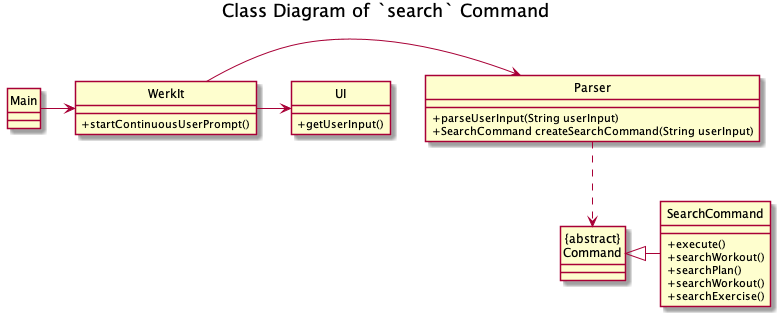 Class Diagram of `search` Command
Main
WerkIt
+startContinuousUserPrompt()
UI
+getUserInput()
Parser
+parseUserInput(String userInput)
+SearchCommand createSearchCommand(String userInput)
{abstract}
Command
SearchCommand
+execute()
+searchWorkout()
+searchPlan()
+searchWorkout()
+searchExercise()